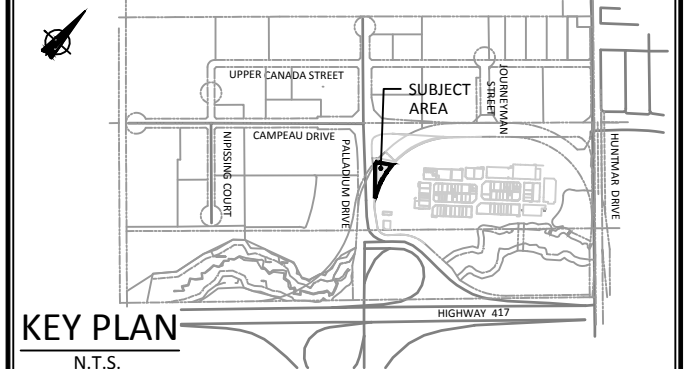 UPPER CANADA STREET
JOURNEYMAN
STREET
SUBJECT
AREA
CAMPEAU DRIVE
NIPISSING COURT
PALLADIUM DRIVE
HUNTMAR DRIVE
HIGHWAY 417
KEY PLAN
N.T.S.